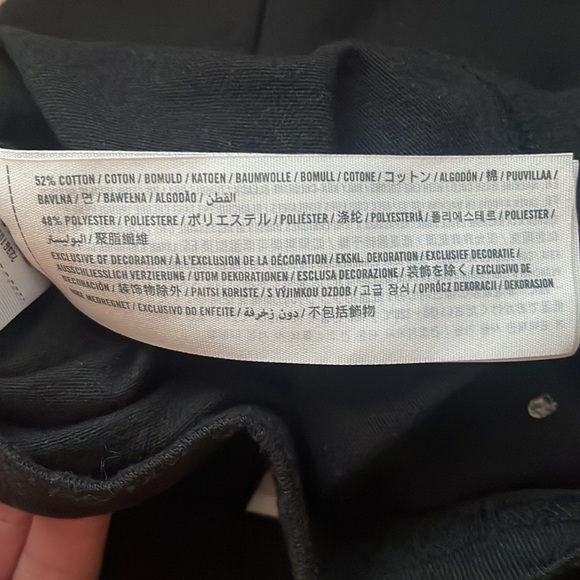 52% COTTON / COTON / BOMULD / KATOEN / BAUMWOLLE / BOMULL / COTONE / コットン / ALGODÓN / 棉 / PUUVILLAA /
BAVLNA / 면 / BAWEŁNA / ALGODÃO / القطن
48% POLYESTER / POLIESTERE / ポリエステル / POLIÉSTER / 涤纶 / POLYESTERIÄ / 폴리에스테르 / POLIESTER /
البوليستر / 聚脂纖維
EXCLUSIVE OF DECORATION / À L'EXCLUSION DE LA DÉCORATION / EKSKL. DEKORATION / EXCLUSIEF DECORATIE /
AUSSCHLIESSLICH VERZIERUNG / UTOM DEKORATIONEN / ESCLUSA DECORAZIONE / 装飾を除く / EXCLUSIVO DE
DECORACIÓN / 装饰物除外 / PAITSI KORISTE / S VÝJIMKOU OZDOB / 고급 장식 / OPRÓCZ DEKORACJI / DEKORASJON
IKKE MEDREGNET / EXCLUSIVO DO ENFEITE / دون زخرفة / 不包括飾物